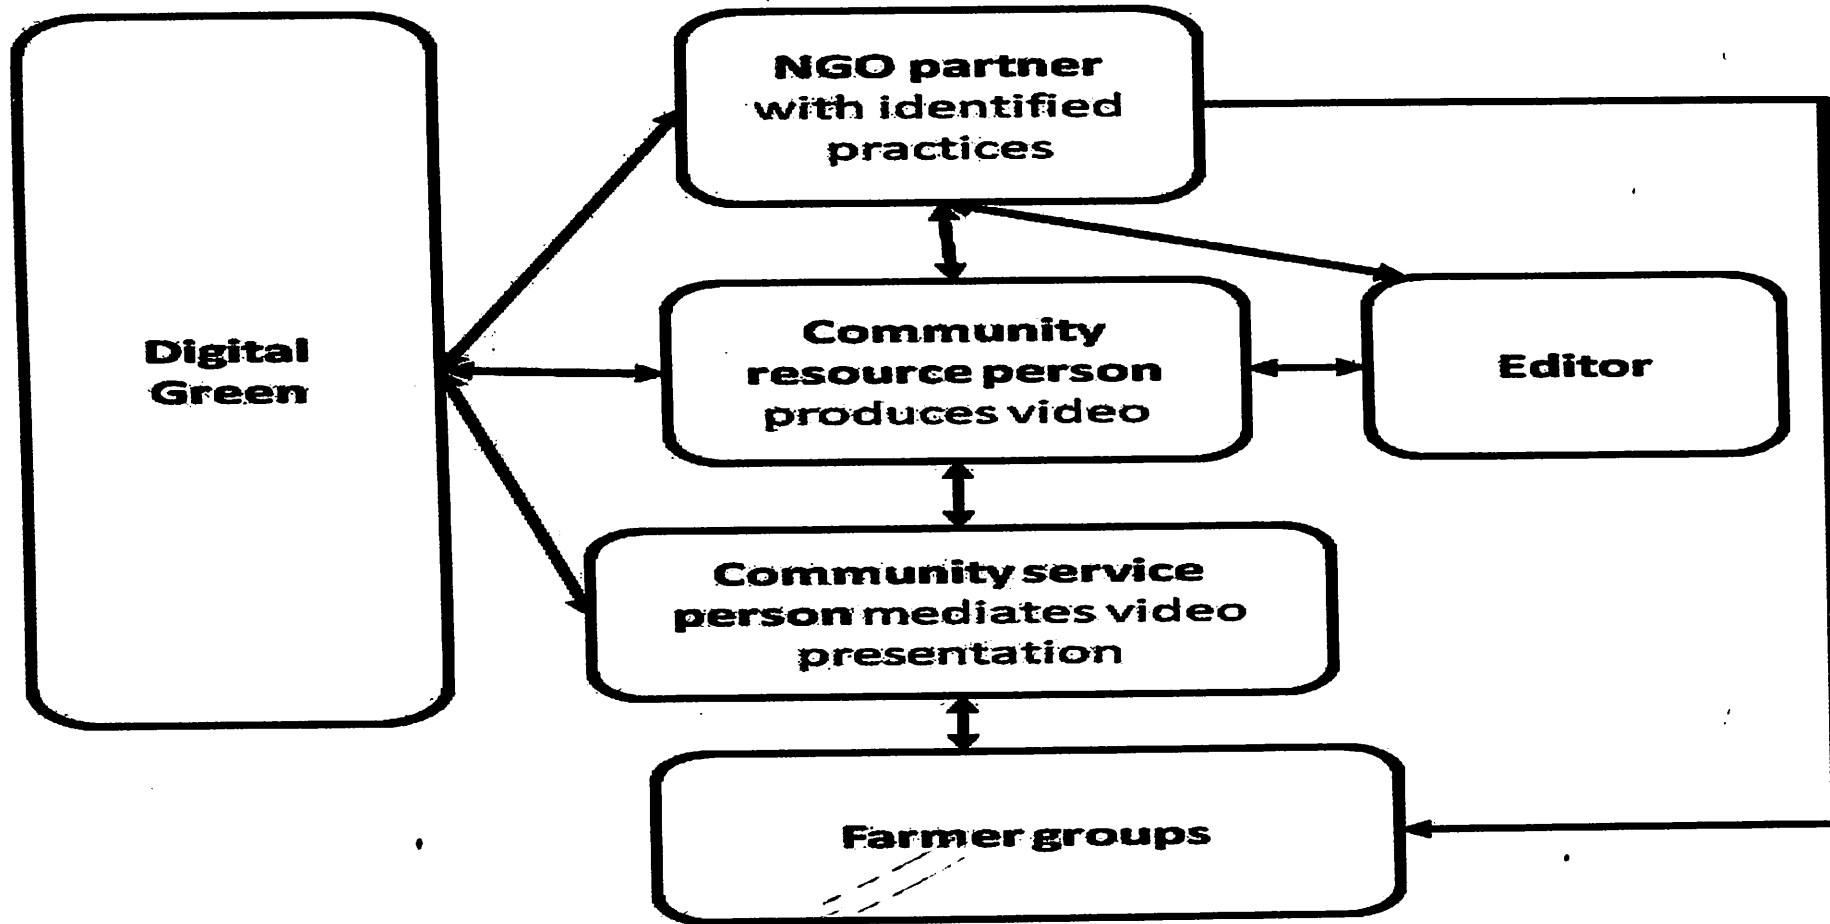 Digital
Green
NGO partner
with identified
practices
Community
resource person
produces video
Editor
Community service
person mediates video
presentation
Farmer groups